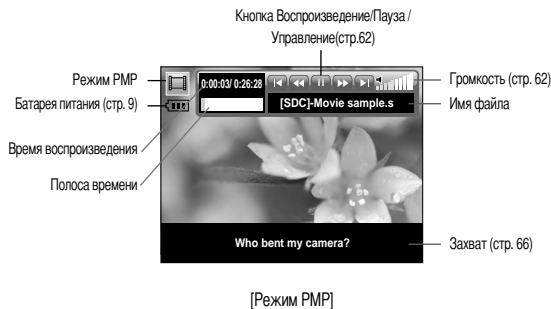 Кнопка Воспроизведение/Пауза /
Управление(стр.62)
Режим PMP
0:00:03/ 0:26:28
Громкость (стр. 62)
Батарея питания (стр. 9)
[SDC]-Movie sample.s
Имя файла
Время воспроизведения
Полоса времени
Who bent my camera?
Захват (стр. 66)
[Режим PMP]